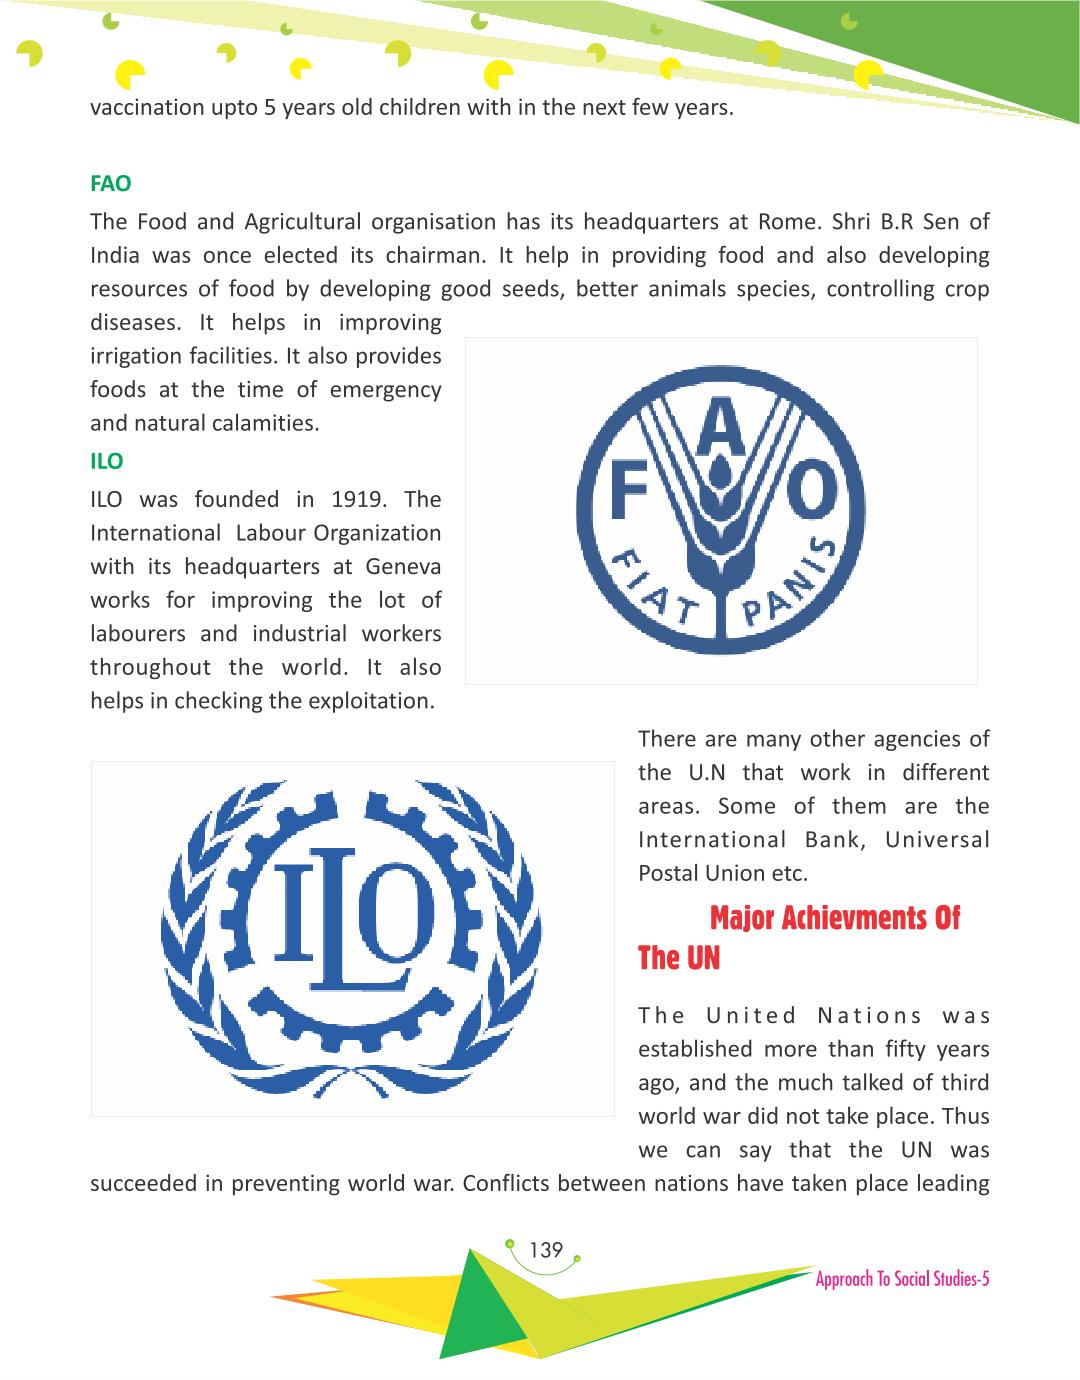 vaccination upto 5 years old children with in the next few years.
FAO
The Food and Agricultural organisation has its headquarters at Rome. Shri B.R Sen of
India was once elected its chairman. It help in providing food and also developing
resources of food by developing good seeds, better animals species, controlling crop
diseases. It helps in improving
irrigation facilities. It also provides
foods at the time of emergency
and natural calamities.
F A O
FIAT PANIS
ILO
ILO was founded in 1919. The
International Labour Organization
with its headquarters at Geneva
works for improving the lot of
labourers and industrial workers
throughout the world. It also
helps in checking the exploitation.
ILO
There are many other agencies of
the U.N that work in different
areas. Some of them are the
International Bank, Universal
Postal Union etc.
Major Achievments Of
The UN
The United Nations was
established more than fifty years
ago, and the much talked of third
world war did not take place. Thus
we can say that the UN was
succeeded in preventing world war. Conflicts between nations have taken place leading
139
Approach To Social Studies-5